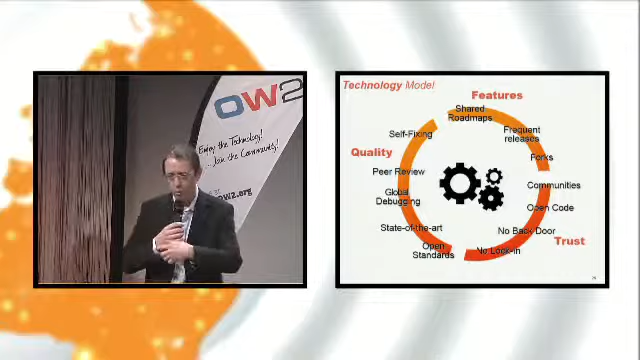 OW2
Enjoy the Technology!
...Join the Community!
ow2.org
Technology Model
Features
Shared
Roadmaps
Self-Fixing
Frequent
releases
Quality
Forks
Peer Review
Communities
Global
Debugging
Open Code
State-of-the-art
No Back Door
Trust
Open
Standards
No Lock-in